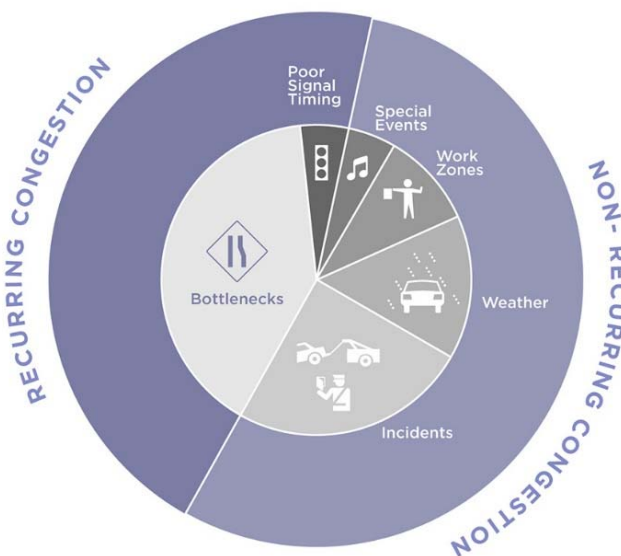 RECURRING CONGESTION
Poor
Signal
Timing
Special
Events
Work
Zones
Weather
Incidents
Bottlenecks
NON- RECURRING CONGESTION